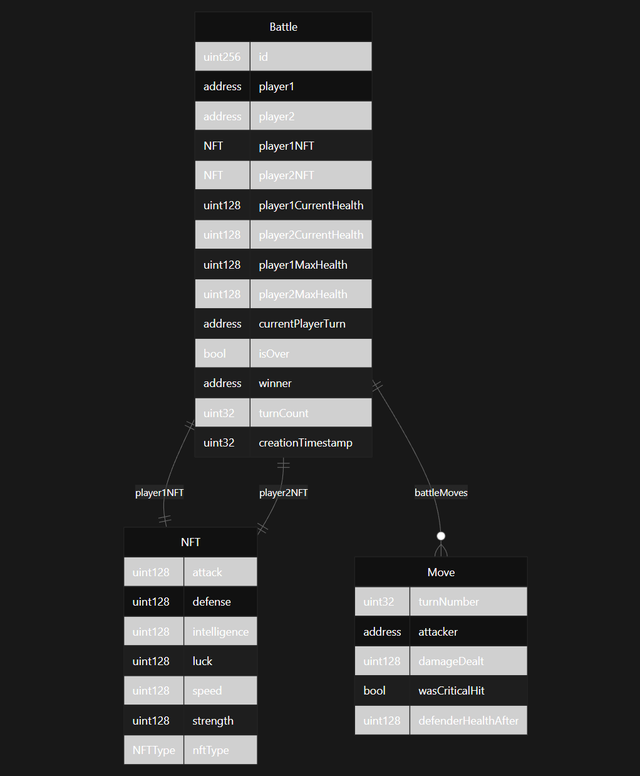 Battle
uint256 id
address player1
address player2
NFT player1NFT
NFT player2NFT
uint128 player1CurrentHealth
uint128 player2CurrentHealth
uint128 player1MaxHealth
uint128 player2MaxHealth
address currentPlayerTurn
bool isOver
address winner
uint32 turnCount
uint32 creationTimestamp
player1NFT
player2NFT
battleMoves
NFT
uint128 attack
uint128 defense
uint128 intelligence
uint128 luck
uint128 speed
uint128 strength
NFTType nftType
Move
uint32 turnNumber
address attacker
uint128 damageDealt
bool wasCriticalHit
uint128 defenderHealthAfter